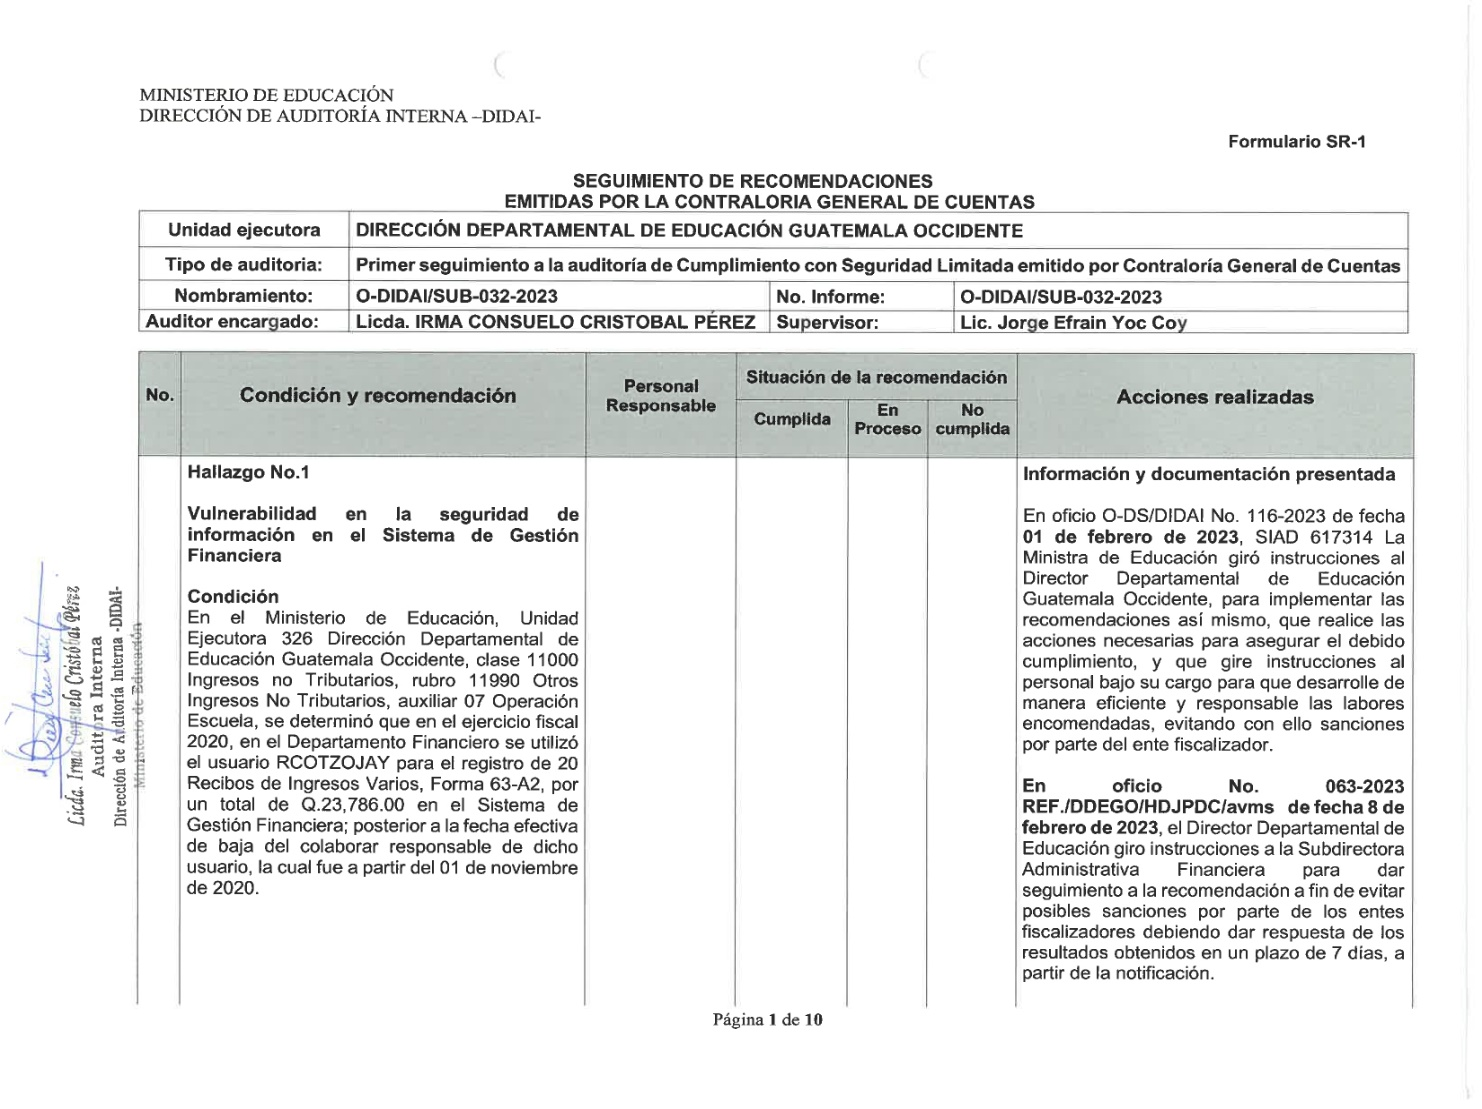 MINISTERIO DE EDUCACIÓN
DIRECCIÓN DE AUDITORÍA INTERNA –DIDAI-
Formulario SR-1
SEGUIMIENTO DE RECOMENDACIONES
EMITIDAS POR LA CONTRALORIA GENERAL DE CUENTAS
Unidad ejecutora DIRECCIÓN DEPARTAMENTAL DE EDUCACIÓN GUATEMALA OCCIDENTE
Tipo de auditoria: Primer seguimiento a la auditoría de Cumplimiento con Seguridad Limitada emitido por Contraloría General de Cuentas
Nombramiento: O-DIDAI/SUB-032-2023 No. Informe: O-DIDAI/SUB-032-2023
Auditor encargado: Licda. IRMA CONSUELO CRISTOBAL PÉREZ Supervisor: Lic. Jorge Efrain Yoc Coy
No.
Condición y recomendación
Personal
Responsable
Situación de la recomendación
Cumplida
En
Proceso
No
cumplida
Acciones realizadas
Hallazgo No.1
Vulnerabilidad en la seguridad de
información en el Sistema de Gestión
Financiera
Condición
En el Ministerio de Educación, Unidad
Ejecutora 326 Dirección Departamental de
Educación Guatemala Occidente, clase 11000
Ingresos no Tributarios, rubro 11990 Otros
Ingresos No Tributarios, auxiliar 07 Operación
Escuela, se determinó que en el ejercicio fiscal
2020, en el Departamento Financiero se utilizó
el usuario RCOTZOJAY para el registro de 20
Recibos de Ingresos Varios, Forma 63-A2, por
un total de Q.23,786.00 en el Sistema de
Gestión Financiera; posterior a la fecha efectiva
de baja del colaborar responsable de dicho
usuario, la cual fue a partir del 01 de noviembre
de 2020.
Información y documentación presentada
En oficio O-DS/DIDAI No. 116-2023 de fecha
01 de febrero de 2023, SIAD 617314 La
Ministra de Educación giró instrucciones al
Director Departamental de Educación
Guatemala Occidente, para implementar las
recomendaciones así mismo, que realice las
acciones necesarias para asegurar el debido
cumplimiento, y que gire instrucciones al
personal bajo su cargo para que desarrolle de
manera eficiente y responsable las labores
encomendadas, evitando con ello sanciones
por parte del ente fiscalizador.
En oficio No. 063-2023
REF./DDEGO/HDJPDC/avms de fecha 8 de
febrero de 2023, el Director Departamental de
Educación giro instrucciones a la Subdirectora
Administrativa Financiera para dar
seguimiento a la recomendación a fin de evitar
posibles sanciones por parte de los entes
fiscalizadores debiendo dar respuesta de los
resultados obtenidos en un plazo de 7 días, a
partir de la notificación.
Licda. Irma Consuelo Cristóbal Pérez
Auditora Interna
Dirección de Auditoría Interna -DIDAI-
Ministerio de Educación
Página 1 de 10